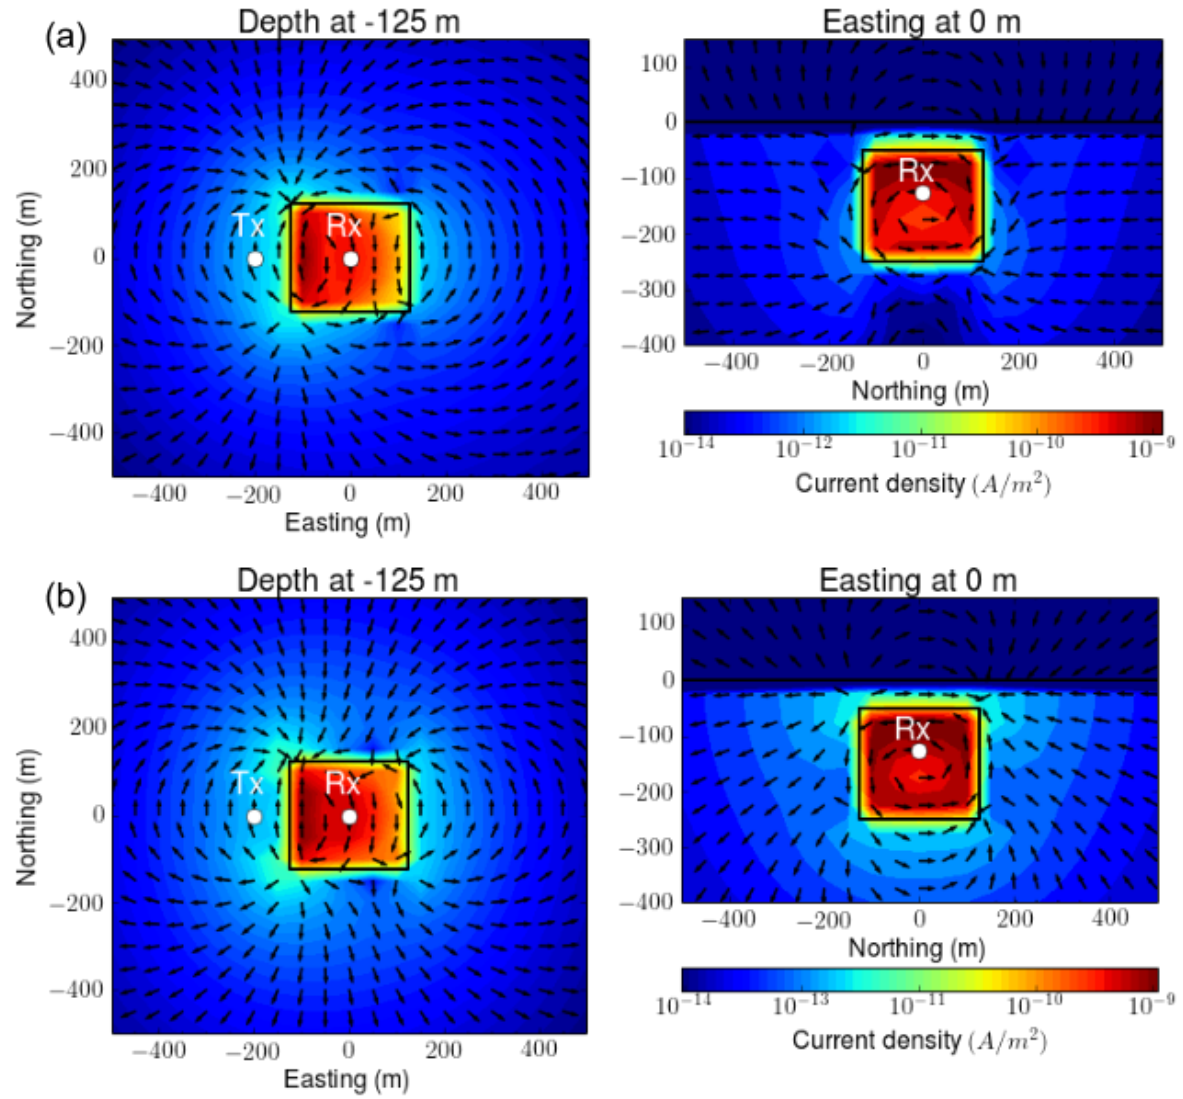 (a)
Depth at -125 m
Easting at 0 m
Northing (m)
400
200
0
−200
−400
Tx
Rx
−400 −200 0 200 400
Easting (m)
100
0
−100
−200
−300
−400
Rx
−400 −200 0 200 400
Northing (m)
10⁻¹⁴ 10⁻¹² 10⁻¹¹ 10⁻¹⁰ 10⁻⁹
Current density (A/m²)
(b)
Depth at -125 m
Easting at 0 m
Northing (m)
400
200
0
−200
−400
Tx
Rx
−400 −200 0 200 400
Easting (m)
100
0
−100
−200
−300
−400
Rx
−400 −200 0 200 400
Northing (m)
10⁻¹⁴ 10⁻¹³ 10⁻¹¹ 10⁻¹⁰ 10⁻⁹
Current density (A/m²)